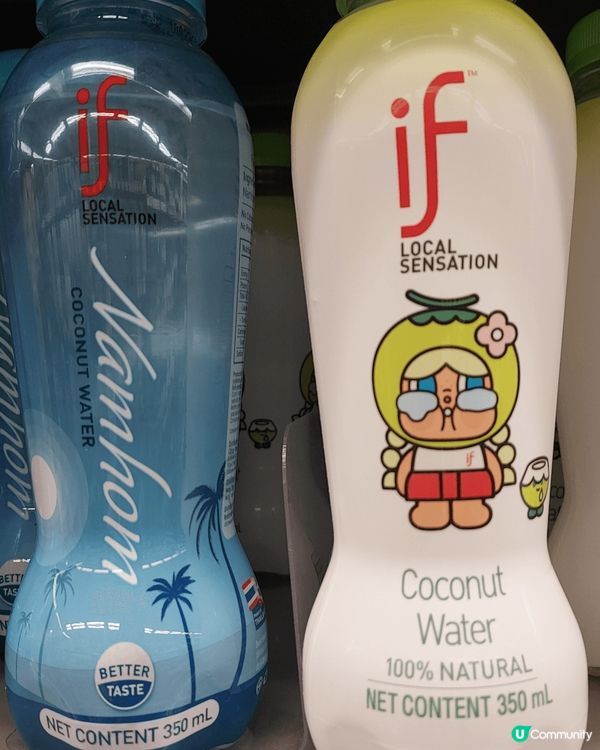 if
LOCAL
SENSATION
Namhom
COCONUT WATER
BETTER
TASTE
NET CONTENT 350 mL
if™
LOCAL
SENSATION
if
Coconut
Water
100% NATURAL
NET CONTENT 350 mL
U Community